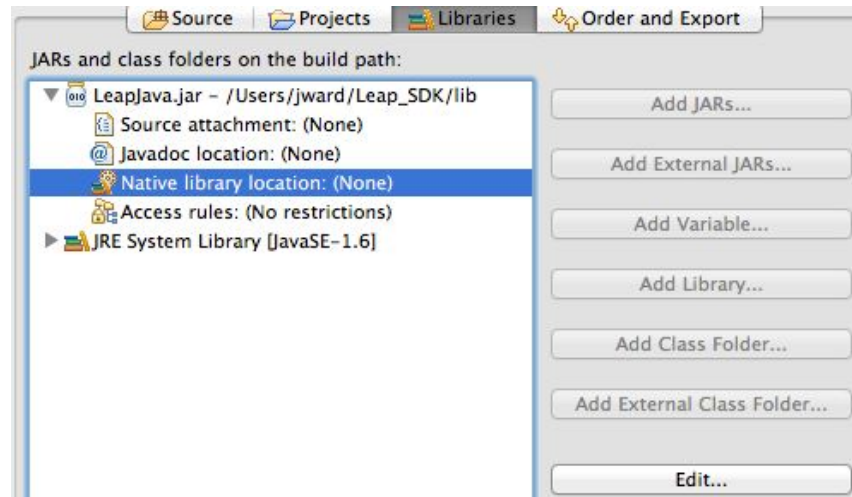 Source Projects Libraries Order and Export
JARs and class folders on the build path:
LeapJava.jar – /Users/jward/Leap_SDK/lib
Source attachment: (None)
Javadoc location: (None)
Native library location: (None)
Access rules: (No restrictions)
JRE System Library [JavaSE-1.6]
Add JARs...
Add External JARs...
Add Variable...
Add Library...
Add Class Folder...
Add External Class Folder...
Edit...